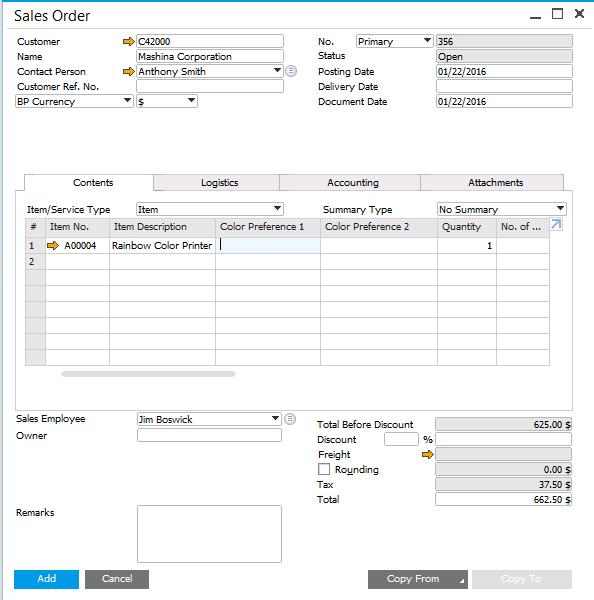 Sales Order
Customer C42000 No. Primary 356
Name Mashina Corporation Status Open
Contact Person Anthony Smith Posting Date 01/22/2016
Customer Ref. No. Delivery Date
BP Currency $ Document Date 01/22/2016
Contents Logistics Accounting Attachments
Item/Service Type Item Summary Type No Summary
# Item No. Item Description Color Preference 1 Color Preference 2 Quantity No. of ...
1 A00004 Rainbow Color Printer 1
2
Sales Employee Jim Boswick Total Before Discount 625.00 $
Owner Discount %
Freight
Rounding 0.00 $
Tax 37.50 $
Total 662.50 $
Remarks
Add Cancel Copy From Copy To